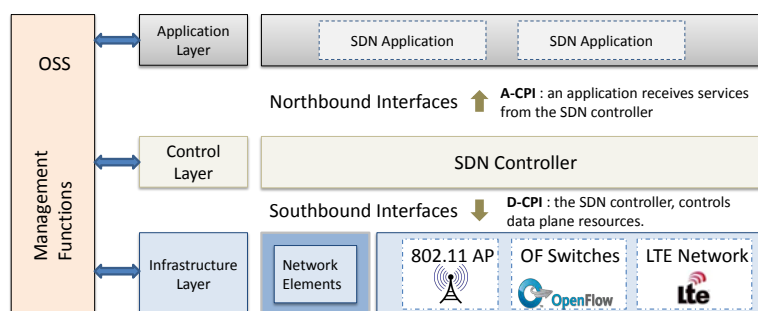 OSS
Management
Functions
Application
Layer
SDN Application
SDN Application
Northbound Interfaces
A-CPI : an application receives services
from the SDN controller
Control
Layer
SDN Controller
Southbound Interfaces
D-CPI : the SDN controller, controls
data plane resources.
Infrastructure
Layer
Network
Elements
802.11 AP
OF Switches
OpenFlow
LTE Network
Lte